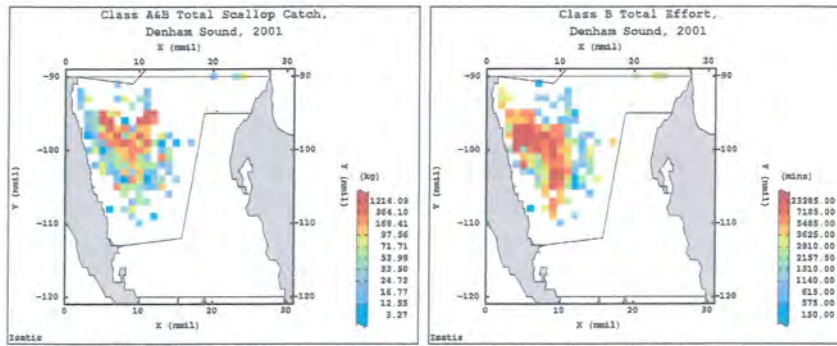 Class A&B Total Scallop Catch,
Denham Sound, 2001
X (nmil)
0 10 20 30
-90 -90
-100 -100
-110 -110
-120 -120
Y (nmil)
Y (nmil)
0 10 20 30
X (nmil)
(kg)
1214.09
364.10
168.41
97.56
71.71
53.95
33.50
24.72
16.77
12.55
3.27
Isatis
Class B Total Effort,
Denham Sound, 2001
X (nmil)
0 10 20 30
-90 -90
-100 -100
-110 -110
-120 -120
Y (nmil)
Y (nmil)
0 10 20 30
X (nmil)
(mins)
23285.00
7185.00
5485.00
3625.00
2910.00
2157.50
1310.00
1140.00
615.00
575.00
150.00
Isatis